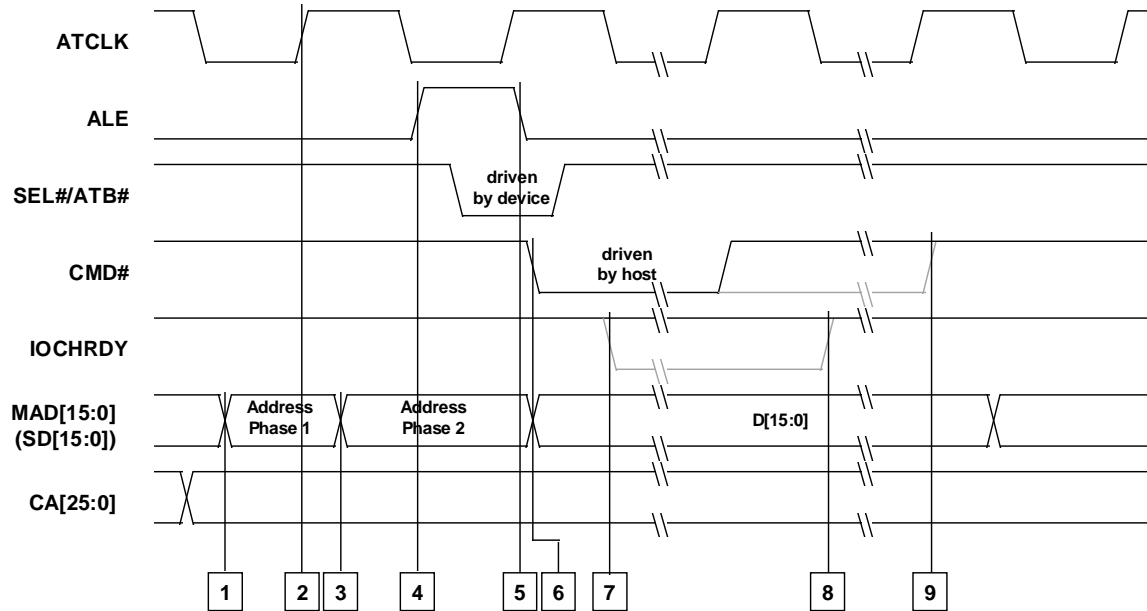 ATCLK
ALE
SEL#/ATB#
driven
by device
CMD#
driven
by host
IOCHRDY
MAD[15:0]
(SD[15:0])
Address
Phase 1
Address
Phase 2
D[15:0]
CA[25:0]
1 2 3 4 5 6 7 8 9